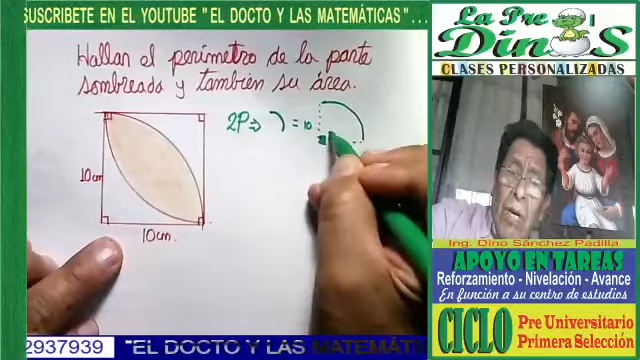 SUSCRIBETE EN EL YOUTUBE "EL DOCTO Y LAS MATEMÁTICAS"
La Pre
DinoS
CLASES PERSONALIZADAS
Hallar el perímetro de la parte
sombreada y también su área.
2P⇒ = 10
10cm
10cm.
Ing. Dino Sánchez Padilla
APOYO EN TAREAS
Reforzamiento - Nivelación - Avance
En función a su centro de estudios
CICLO Pre Universitario
Primera Selección
2937939 "EL DOCTO Y LAS MATEMÁTI